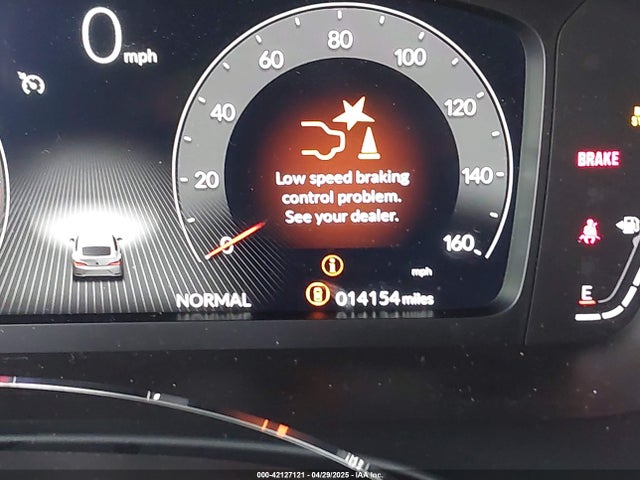 0 mph
80
60
100
40
120
20
140
0
160
Low speed braking
control problem.
See your dealer.
BRAKE
mph
NORMAL
014154 miles
E
000-42127121 - 04/29/2025 - © IAA Inc.